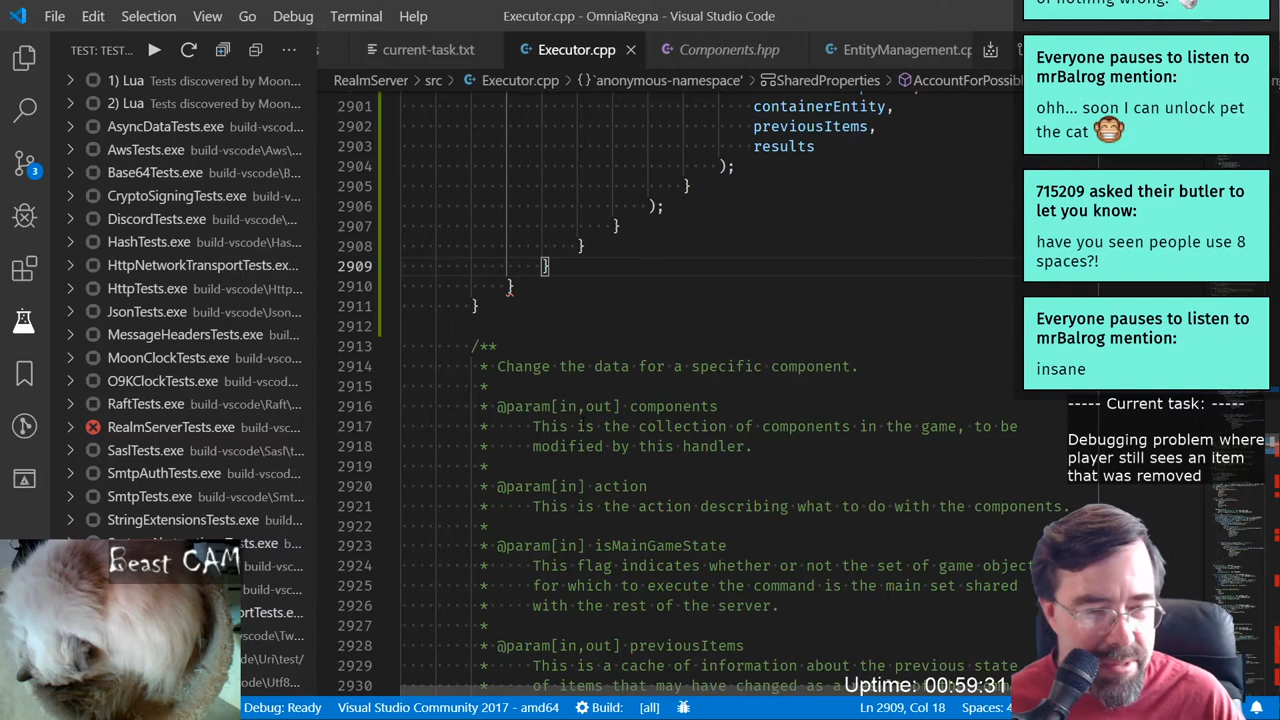 File Edit Selection View Go Debug Terminal Help Executor.cpp - OmniaRegna - Visual Studio Code
TEST: TEST...
current-task.txt Executor.cpp Components.hpp EntityManagement.cp
RealmServer > src > Executor.cpp > {} `anonymous-namespace' > SharedProperties > AccountForPossib
1) Lua Tests discovered by Moon...
2) Lua Tests discovered by Moon...
AsyncDataTests.exe build-vscode...
AwsTests.exe build-vscode\Aws\...
Base64Tests.exe build-vscode\B...
CryptoSigningTests.exe build-v...
DiscordTests.exe build-vscode\...
HashTests.exe build-vscode\Has...
HttpNetworkTransportTests.exe ...
HttpTests.exe build-vscode\Http...
JsonTests.exe build-vscode\Json...
MessageHeadersTests.exe build...
MoonClockTests.exe build-vsco...
O9KClockTests.exe build-vscod...
RaftTests.exe build-vscode\Raft\...
RealmServerTests.exe build-vsc...
SaslTests.exe build-vscode\Sasl\t...
SmtpAuthTests.exe build-vscod...
SmtpTests.exe build-vscode\Smt...
StringExtensionsTests.exe build...
3
2901 containerEntity,
2902 previousItems,
2903 results
2904 );
2905 }
2906 );
2907 }
2908 }
2909 }
2910 }
2911 }
2912
2913 /**
2914 * Change the data for a specific component.
2915 *
2916 * @param[in,out] components
2917 * This is the collection of components in the game, to be
2918 * modified by this handler.
2919 *
2920 * @param[in] action
2921 * This is the action describing what to do with the components.
2922 *
2923 * @param[in] isMainGameState
2924 * This flag indicates whether or not the set of game object
2925 * for which to execute the command is the main set shared
2926 * with the rest of the server.
2927 *
2928 * @param[in,out] previousItems
2929 * This is a cache of information about the previous state
2930 * of items that may have changed as a
of nothing wrong.
Everyone pauses to listen to
mrBalrog mention:
ohh... soon I can unlock pet
the cat
715209 asked their butler to
let you know:
have you seen people use 8
spaces?!
Everyone pauses to listen to
mrBalrog mention:
insane
----- Current task: -----
Debugging problem where
player still sees an item
that was removed
Beast CAM
Uptime: 00:59:31
Debug: Ready Visual Studio Community 2017 - amd64 Build: [all] Ln 2909, Col 18 Spaces: 4